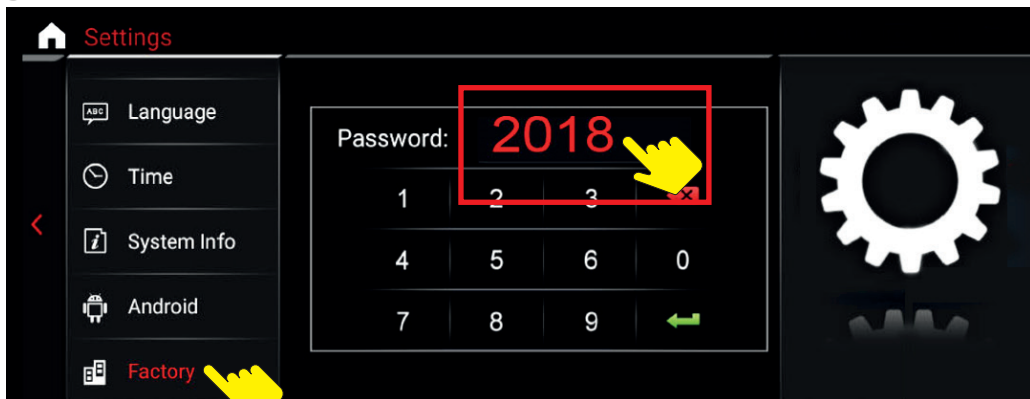 Settings
ABC Language
Time
i System Info
Android
Factory
Password: 2018
1 2 3
4 5 6 0
7 8 9